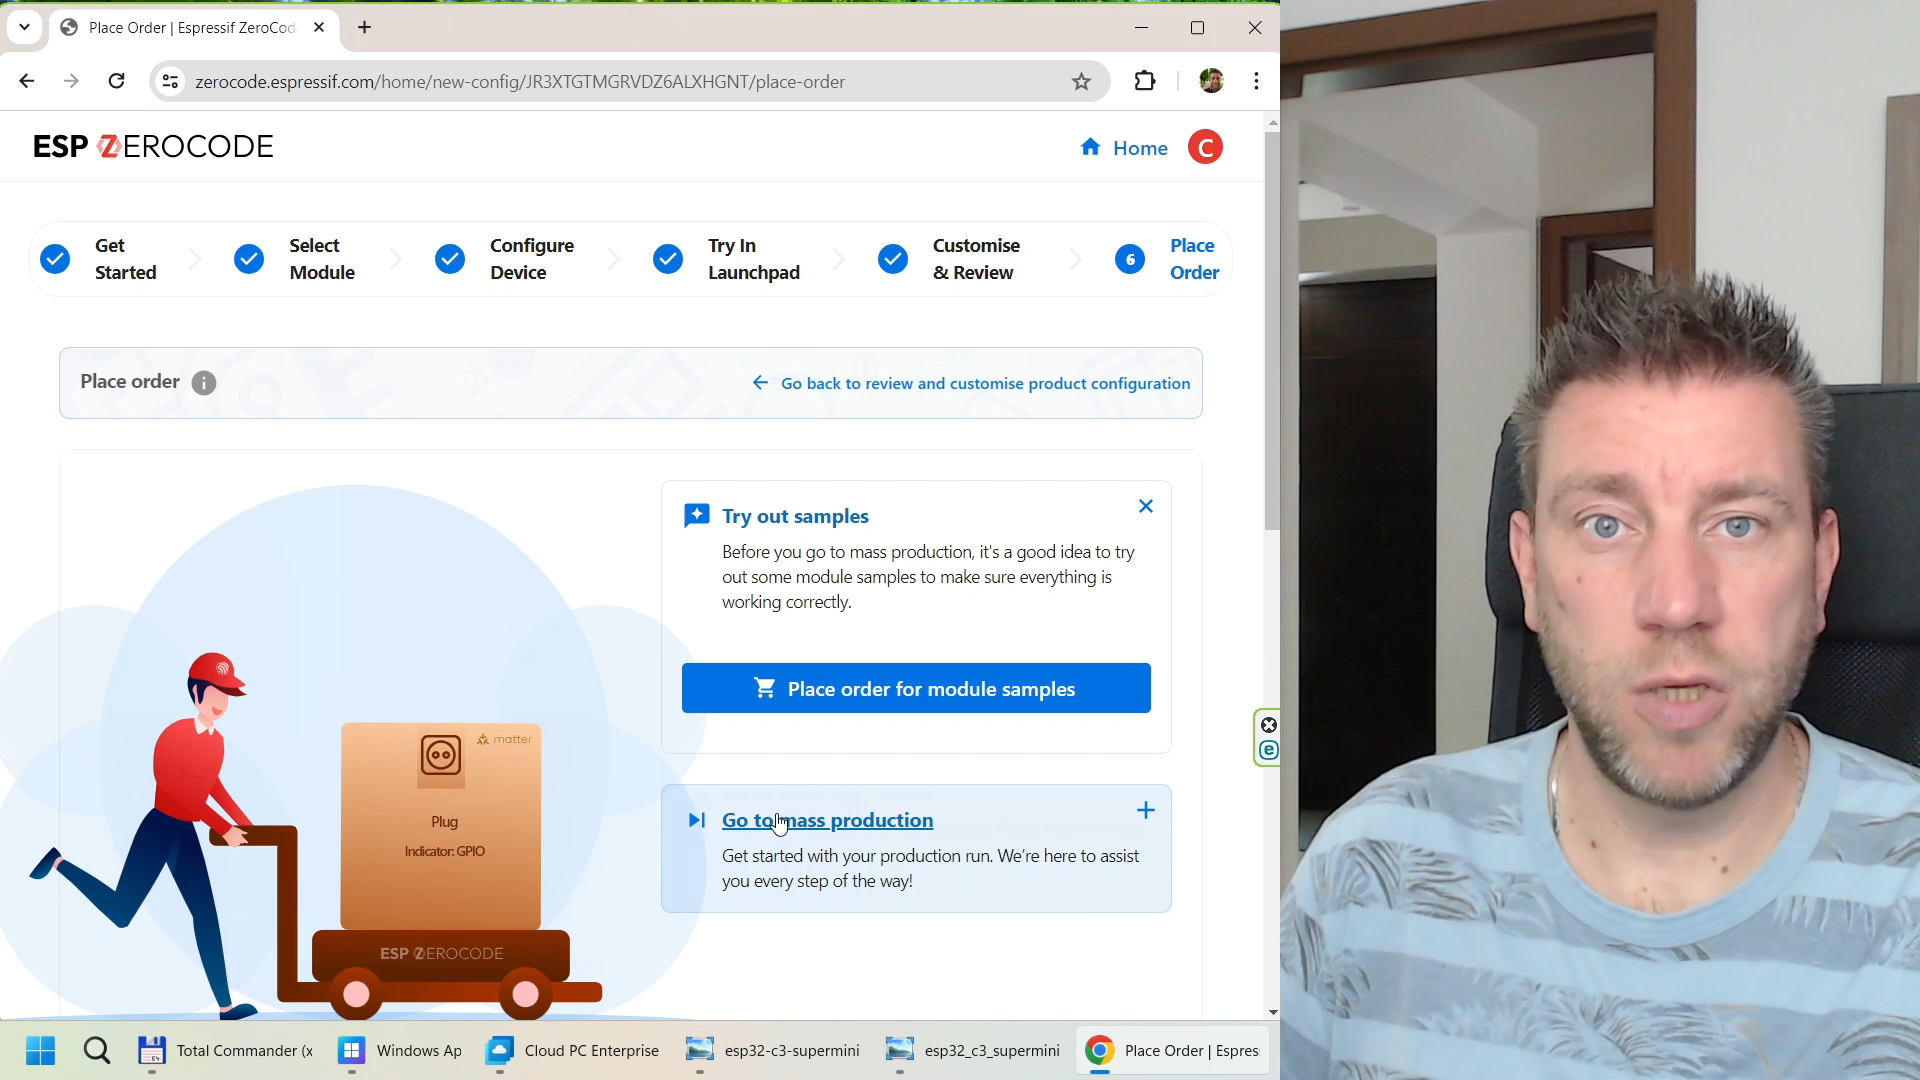 Place Order | Espressif ZeroCod
zerocode.espressif.com/home/new-config/JR3XTGTMGRVDZ6ALXHGNT/place-order
ESP ZEROCODE
Home
C
Get
Started
Select
Module
Configure
Device
Try In
Launchpad
Customise
& Review
6
Place
Order
Place order
Go back to review and customise product configuration
Try out samples
Before you go to mass production, it's a good idea to try
out some module samples to make sure everything is
working correctly.
Place order for module samples
matter
Plug
Indicator: GPIO
ESP ZEROCODE
Go to mass production
Get started with your production run. We're here to assist
you every step of the way!
Total Commander (x
Windows Ap
Cloud PC Enterprise
esp32-c3-supermini
esp32_c3_supermini
Place Order | Espres